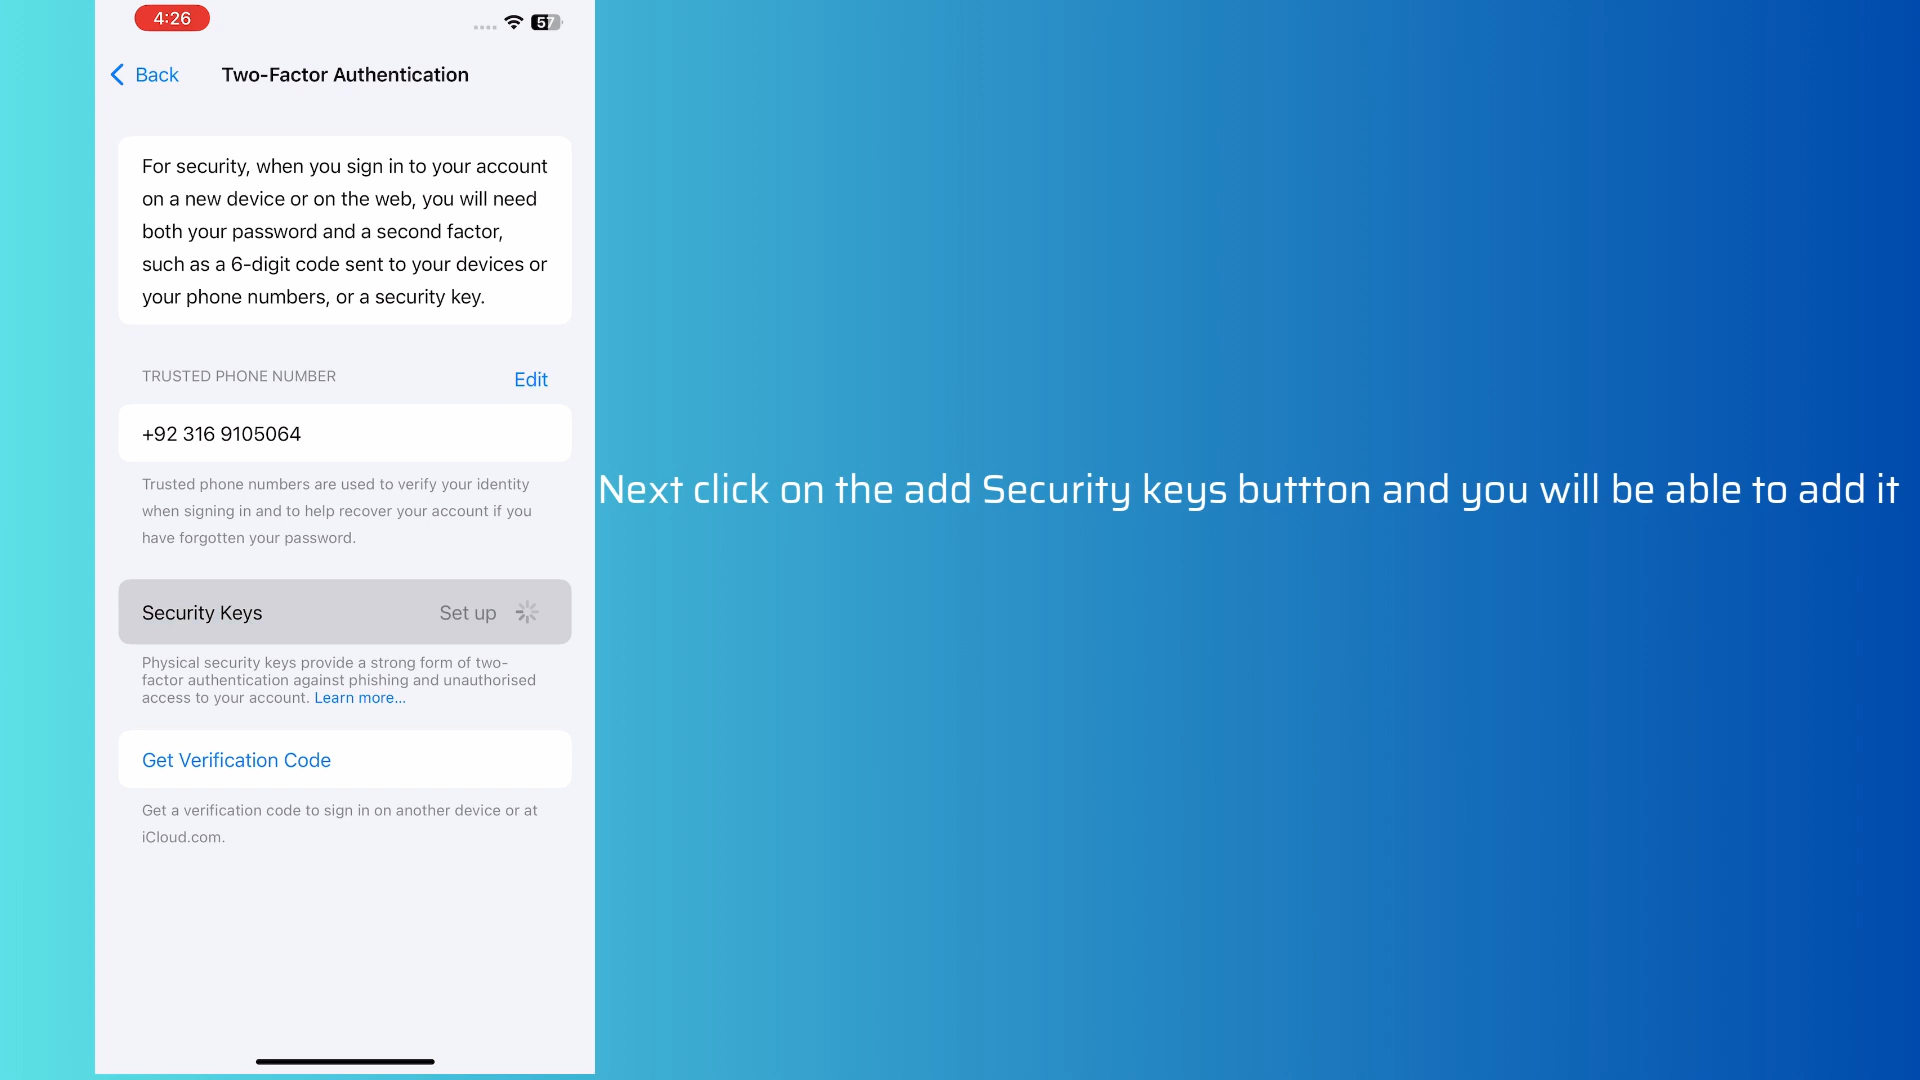 4:26
57
Back
Two-Factor Authentication
For security, when you sign in to your account
on a new device or on the web, you will need
both your password and a second factor,
such as a 6-digit code sent to your devices or
your phone numbers, or a security key.
TRUSTED PHONE NUMBER
Edit
+92 316 9105064
Trusted phone numbers are used to verify your identity
when signing in and to help recover your account if you
have forgotten your password.
Security Keys
Set up
Physical security keys provide a strong form of two-
factor authentication against phishing and unauthorised
access to your account. Learn more...
Get Verification Code
Get a verification code to sign in on another device or at
iCloud.com.
Next click on the add Security keys buttton and you will be able to add it